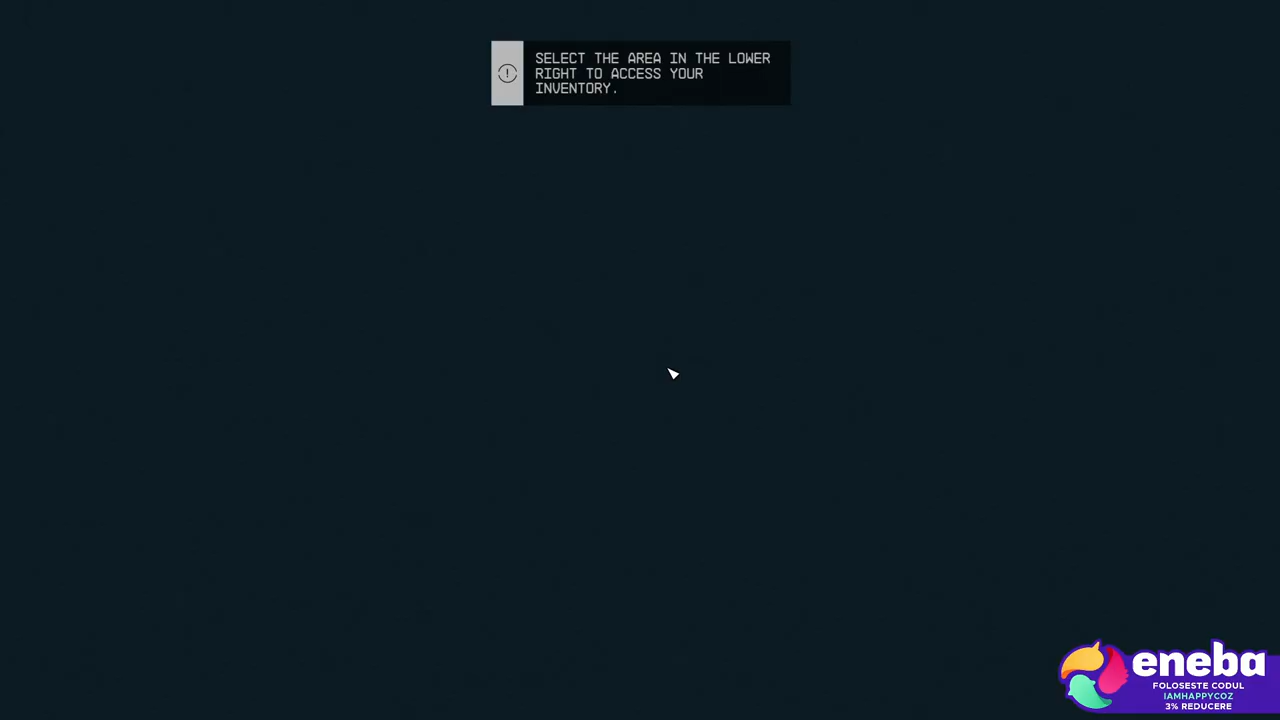 SELECT THE AREA IN THE LOWER
RIGHT TO ACCESS YOUR
INVENTORY.
eneba
FOLOSESTE CODUL
IAMHAPPYCOZ
3% REDUCERE